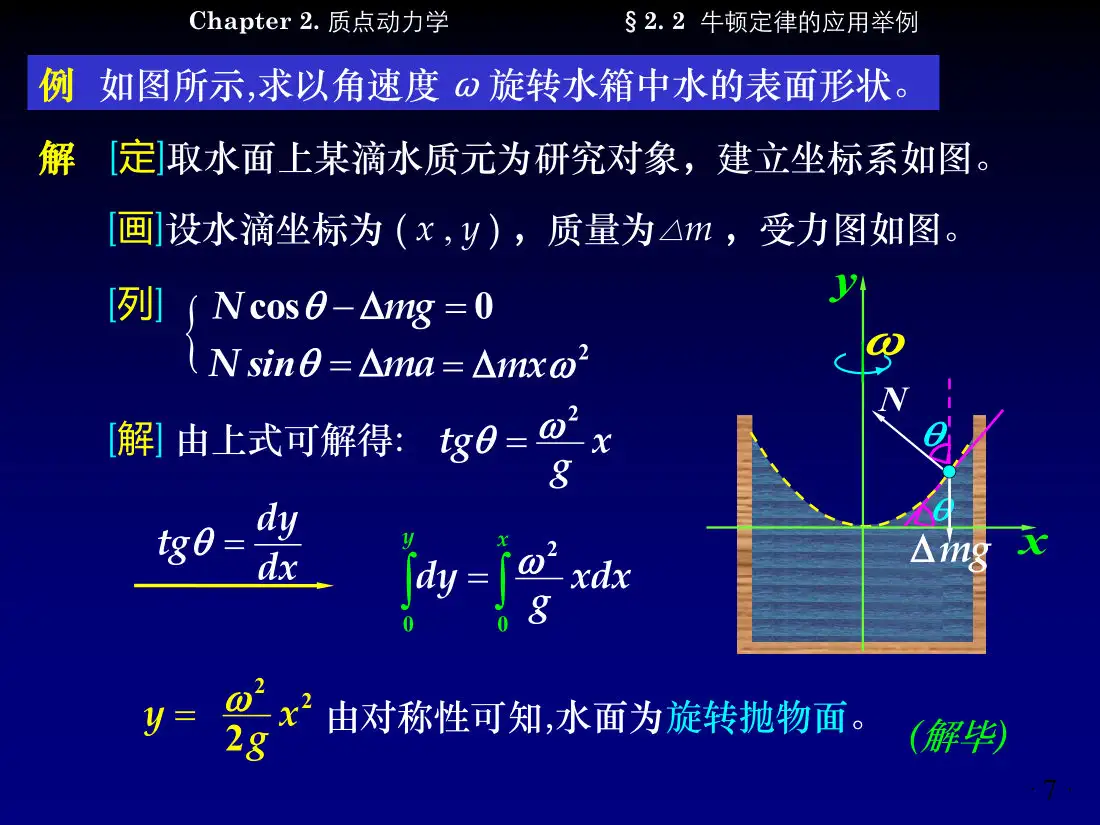 Chapter 2. 质点动力学 §2. 2 牛顿定律的应用举例
例 如图所示,求以角速度 ω 旋转水箱中水的表面形状。
解 [定]取水面上某滴水质元为研究对象，建立坐标系如图。
[画]设水滴坐标为 ( x , y ) ，质量为△m ，受力图如图。
[列]
N cosθ − Δmg = 0
N sinθ = Δma = Δmxω²
[解] 由上式可解得: tgθ = ω²/g x
tgθ = dy/dx
∫₀ʸ dy = ∫₀ˣ ω²/g xdx
y = ω²/2g x² 由对称性可知,水面为旋转抛物面。
(解毕)
y
ω
N
θ
θ
Δmg
x
7